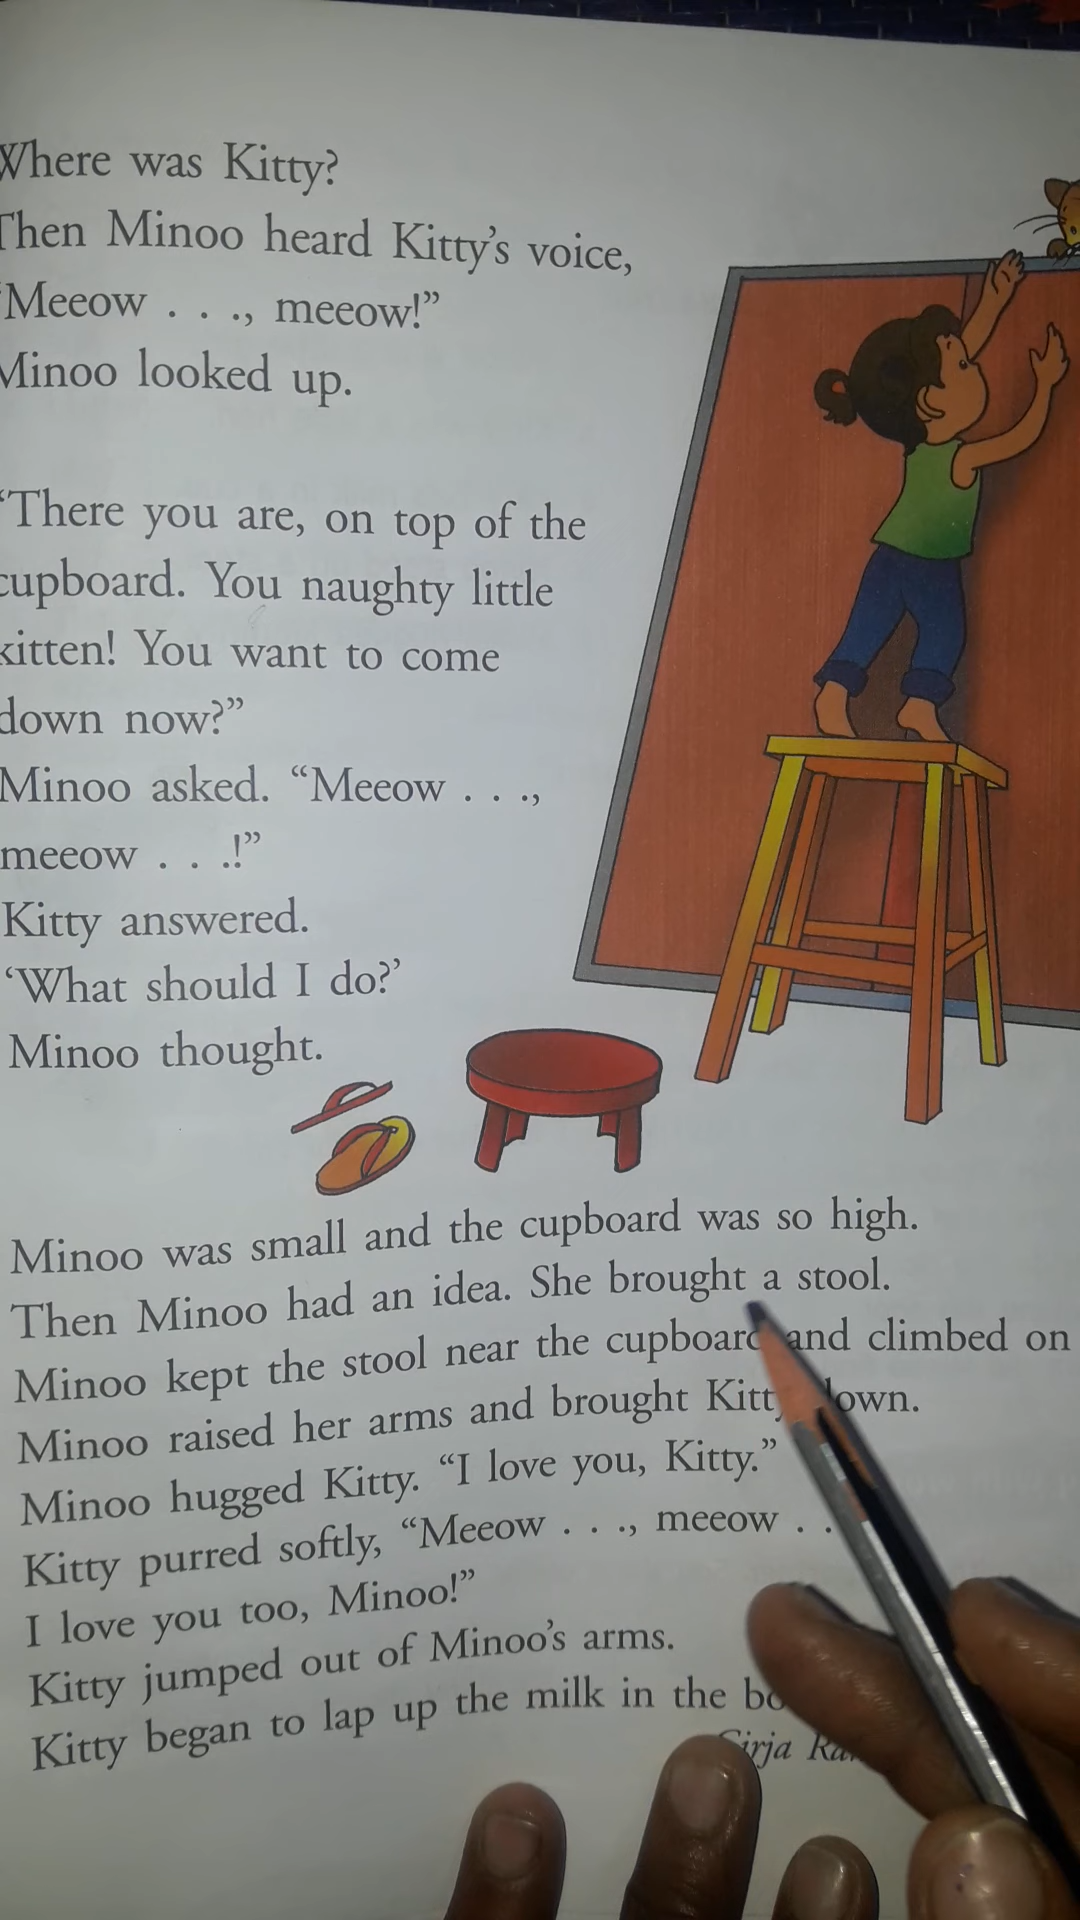 Where was Kitty?
Then Minoo heard Kitty's voice,
"Meeow . . ., meeow!"
Minoo looked up.
'There you are, on top of the
cupboard. You naughty little
kitten! You want to come
down now?"
Minoo asked. "Meeow . . .,
meeow . . .!"
Kitty answered.
'What should I do?'
Minoo thought.
Minoo was small and the cupboard was so high.
Then Minoo had an idea. She brought a stool.
Minoo kept the stool near the cupboard and climbed on
Minoo raised her arms and brought Kitty down.
Minoo hugged Kitty. "I love you, Kitty."
Kitty purred softly, "Meeow . . ., meeow . .
I love you too, Minoo!"
Kitty jumped out of Minoo's arms.
Kitty began to lap up the milk in the